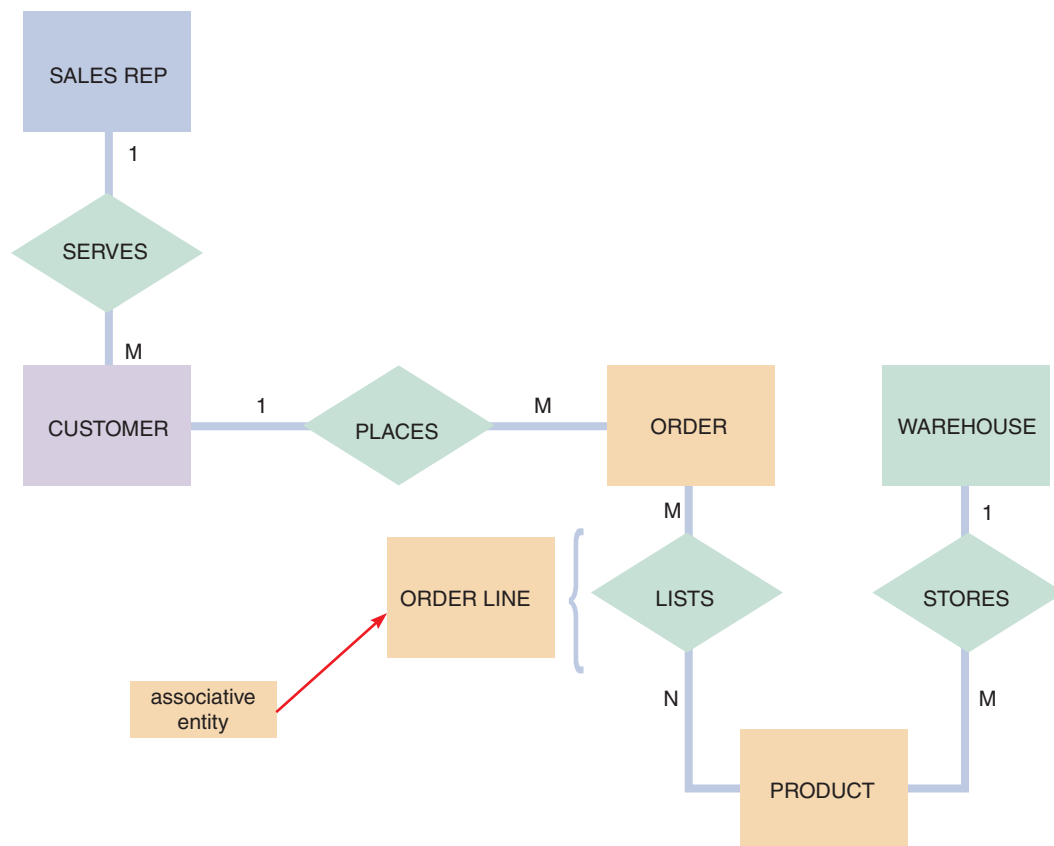 SALES REP
1
SERVES
M
CUSTOMER
1
PLACES
M
ORDER
WAREHOUSE
M
1
ORDER LINE
LISTS
STORES
associative
entity
N
M
PRODUCT